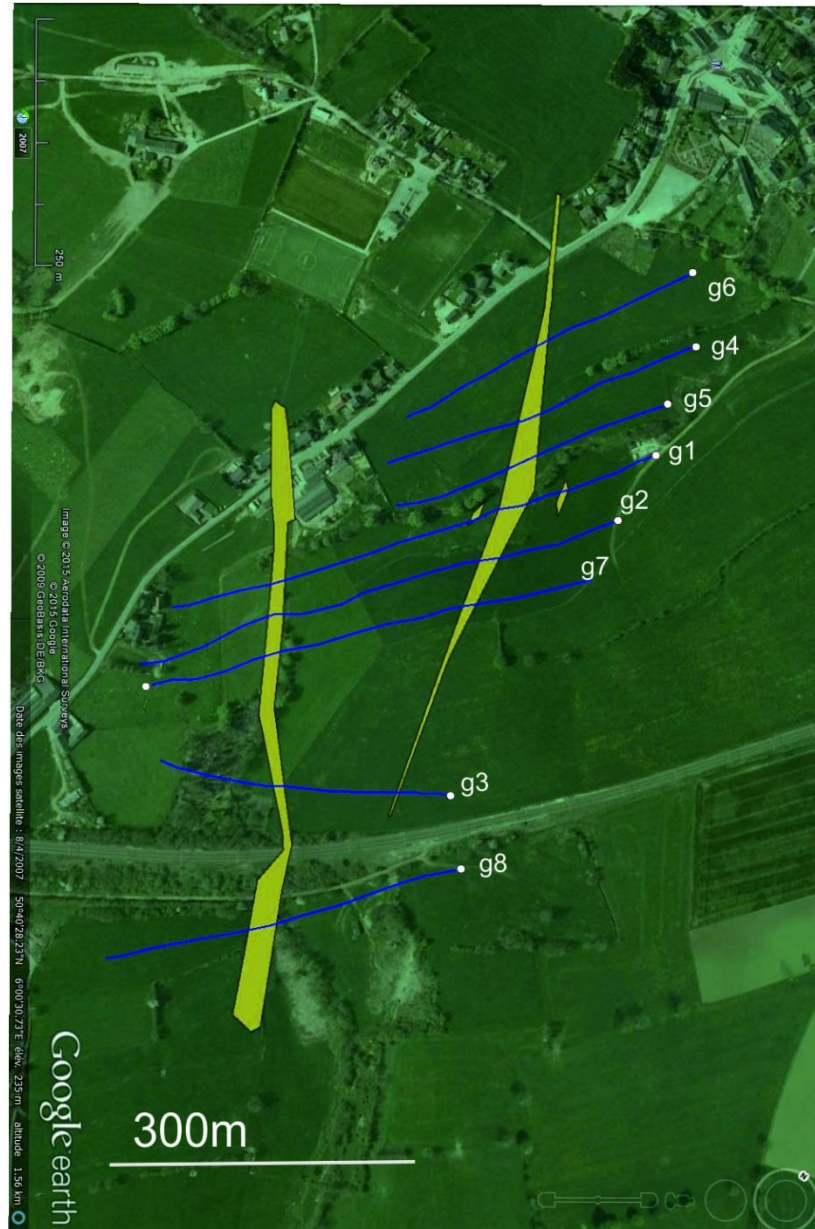 2007
250 m
g6
g4
g5
g1
g2
g7
g3
g8
Image © 2015 Aerodata International Surveys
© 2015 Google
© 2009 GeoBasis-DE/BKG
Date des images satellite : 8/4/2007 50°40'28.23"N 6°00'30.73"E élév. 235 m altitude 1.56 km
Google earth
300m